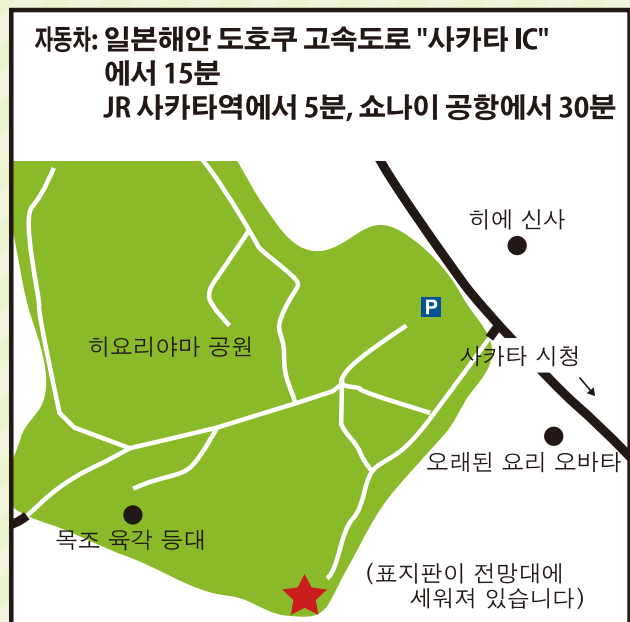 자동차: 일본해안 도호쿠 고속도로 "사카타 IC"
에서 15분
JR 사카타역에서 5분, 쇼나이 공항에서 30분
히에 신사
P
히요리야마 공원
사카타 시청
오래된 요리 오바타
목조 육각 등대
(표지판이 전망대에
세워져 있습니다)